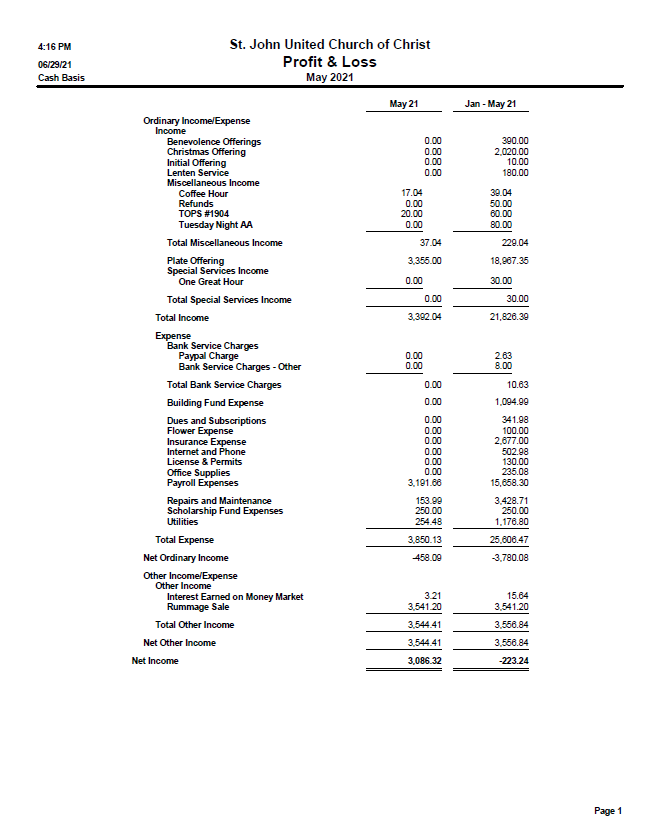 4:16 PM
St. John United Church of Christ
06/29/21
Profit & Loss
Cash Basis
May 2021
May 21 Jan - May 21
Ordinary Income/Expense
Income
Benevolence Offerings 0.00 390.00
Christmas Offering 0.00 2,020.00
Initial Offering 0.00 10.00
Lenten Service 0.00 180.00
Miscellaneous Income
Coffee Hour 17.04 39.04
Refunds 0.00 50.00
TOPS #1904 20.00 60.00
Tuesday Night AA 0.00 80.00
Total Miscellaneous Income 37.04 229.04
Plate Offering 3,355.00 18,967.35
Special Services Income
One Great Hour 0.00 30.00
Total Special Services Income 0.00 30.00
Total Income 3,392.04 21,826.39
Expense
Bank Service Charges
Paypal Charge 0.00 2.63
Bank Service Charges - Other 0.00 8.00
Total Bank Service Charges 0.00 10.63
Building Fund Expense 0.00 1,094.99
Dues and Subscriptions 0.00 341.98
Flower Expense 0.00 100.00
Insurance Expense 0.00 2,677.00
Internet and Phone 0.00 502.98
License & Permits 0.00 130.00
Office Supplies 0.00 235.08
Payroll Expenses 3,191.66 15,658.30
Repairs and Maintenance 153.99 3,428.71
Scholarship Fund Expenses 250.00 250.00
Utilities 254.48 1,176.80
Total Expense 3,850.13 25,606.47
Net Ordinary Income -458.09 -3,780.08
Other Income/Expense
Other Income
Interest Earned on Money Market 3.21 15.64
Rummage Sale 3,541.20 3,541.20
Total Other Income 3,544.41 3,556.84
Net Other Income 3,544.41 3,556.84
Net Income 3,086.32 -223.24
Page 1